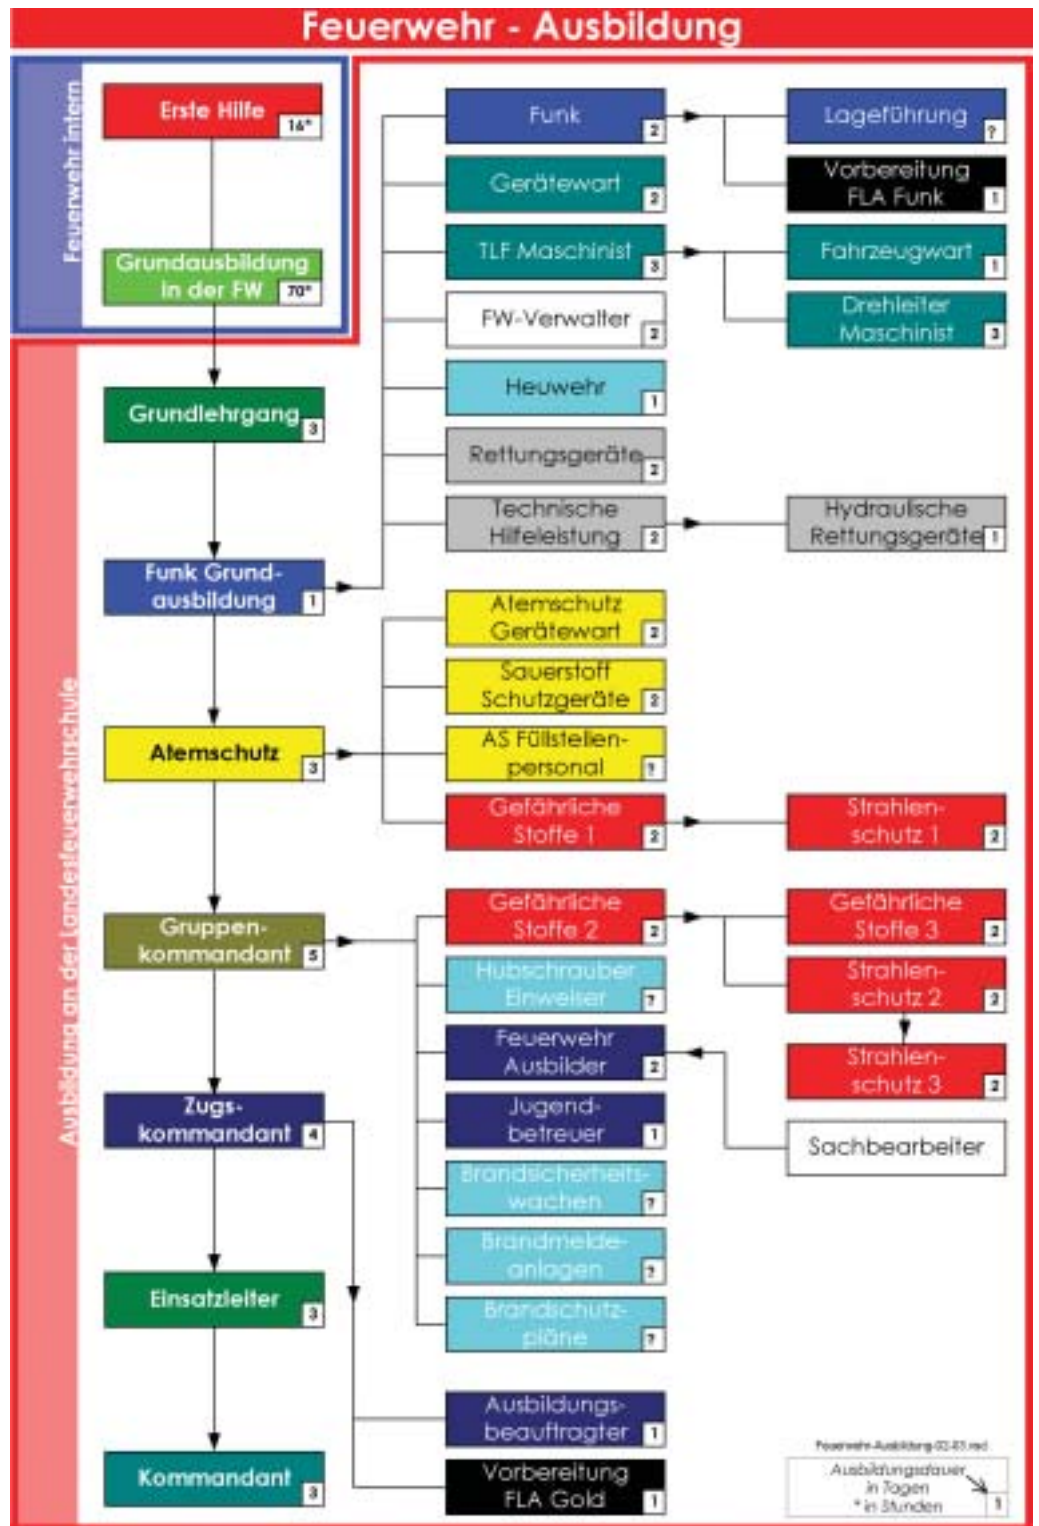 Feuerwehr - Ausbildung
Feuerwehr intern
Erste Hilfe
16*
Grundausbildung
in der FW
70*
Ausbildung an der Landesfeuerwehrschule
Grundlehrgang
3
Funk Grund-
ausbildung
1
Atemschutz
3
Gruppen-
kommandant
5
Zugs-
kommandant
4
Einsatzleiter
3
Kommandant
3
Funk
2
Gerätewart
2
TLF Maschinist
3
FW-Verwalter
2
Heuwehr
1
Rettungsgeräte
2
Technische
Hilfeleistung
2
Lageführung
?
Vorbereitung
FLA Funk
1
Fahrzeugwart
1
Drehleiter
Maschinist
3
Hydraulische
Rettungsgeräte
1
Atemschutz
Gerätewart
2
Sauerstoff
Schutzgeräte
2
AS Füllstellen-
personal
?
Gefährliche
Stoffe 1
2
Strahlen-
schutz 1
2
Gefährliche
Stoffe 2
2
Hubschrauber
Einweiser
?
Feuerwehr
Ausbilder
2
Jugend-
betreuer
1
Brandsicherheits-
wachen
?
Brandmelde-
anlagen
?
Brandschutz-
pläne
?
Gefährliche
Stoffe 3
2
Strahlen-
schutz 2
2
Strahlen-
schutz 3
2
Sachbearbeiter
Ausbildungs-
beauftragter
1
Vorbereitung
FLA Gold
1
Ausbildungsdauer
in Tagen
* in Stunden
1